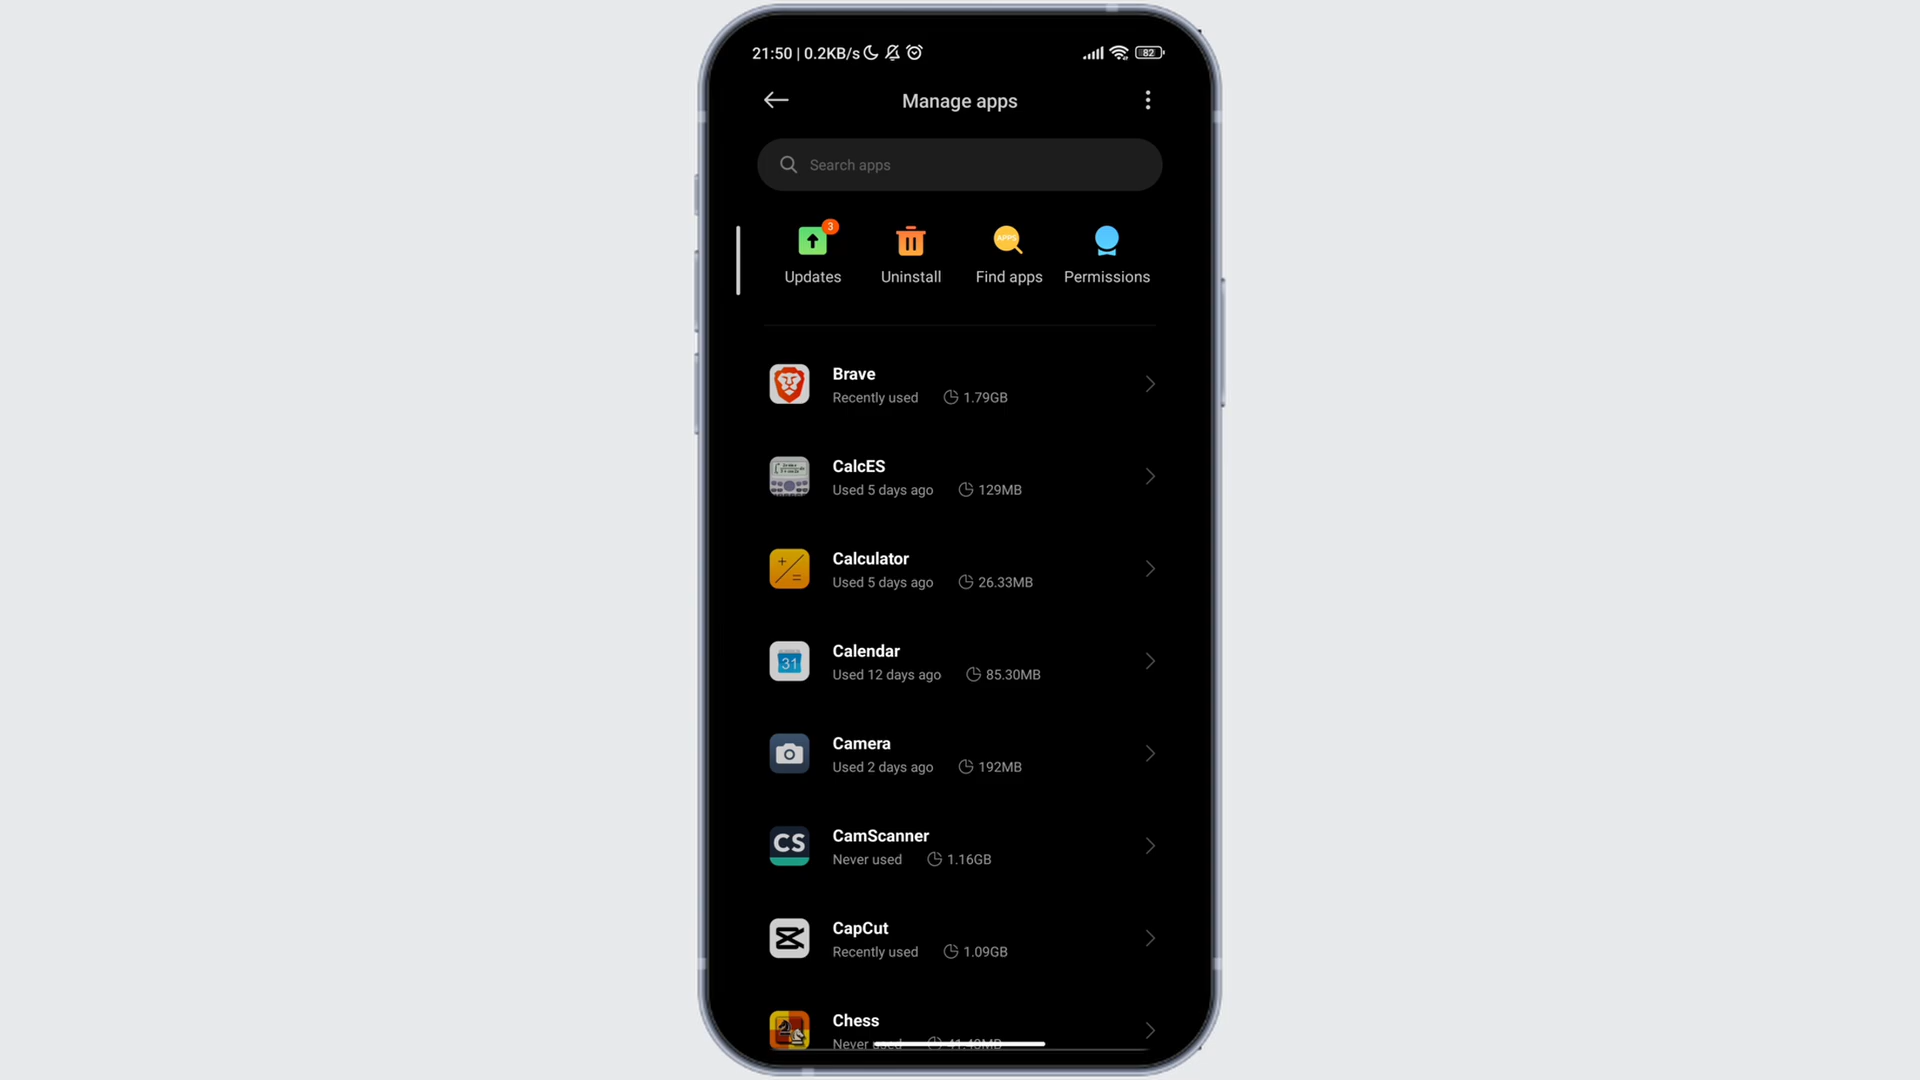 21:50 | 0.2KB/s 82
Manage apps
Search apps
3
APPS
Updates Uninstall Find apps Permissions
Brave
Recently used 1.79GB
CalcES
Used 5 days ago 129MB
Calculator
Used 5 days ago 26.33MB
31
Calendar
Used 12 days ago 85.30MB
Camera
Used 2 days ago 192MB
CS
CamScanner
Never used 1.16GB
CapCut
Recently used 1.09GB
Chess
Never used